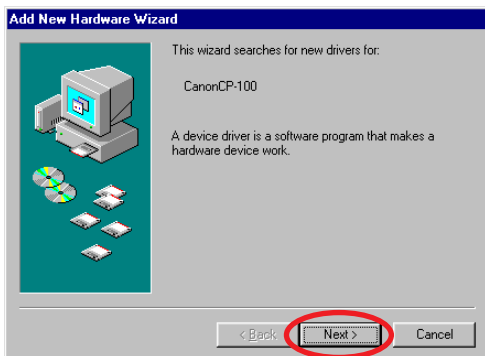 Add New Hardware Wizard
This wizard searches for new drivers for:
CanonCP-100
A device driver is a software program that makes a
hardware device work.
< Back
Next >
Cancel